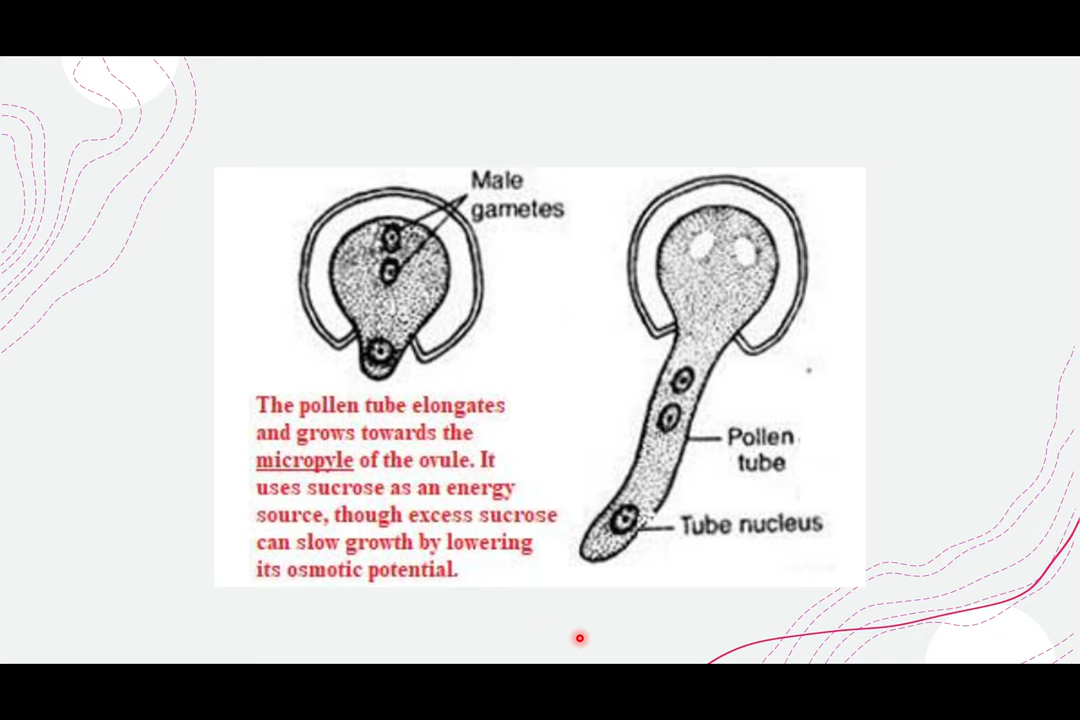 Male
gametes
The pollen tube elongates
and grows towards the
micropyle of the ovule. It
uses sucrose as an energy
source, though excess sucrose
can slow growth by lowering
its osmotic potential.
Pollen
tube
Tube nucleus